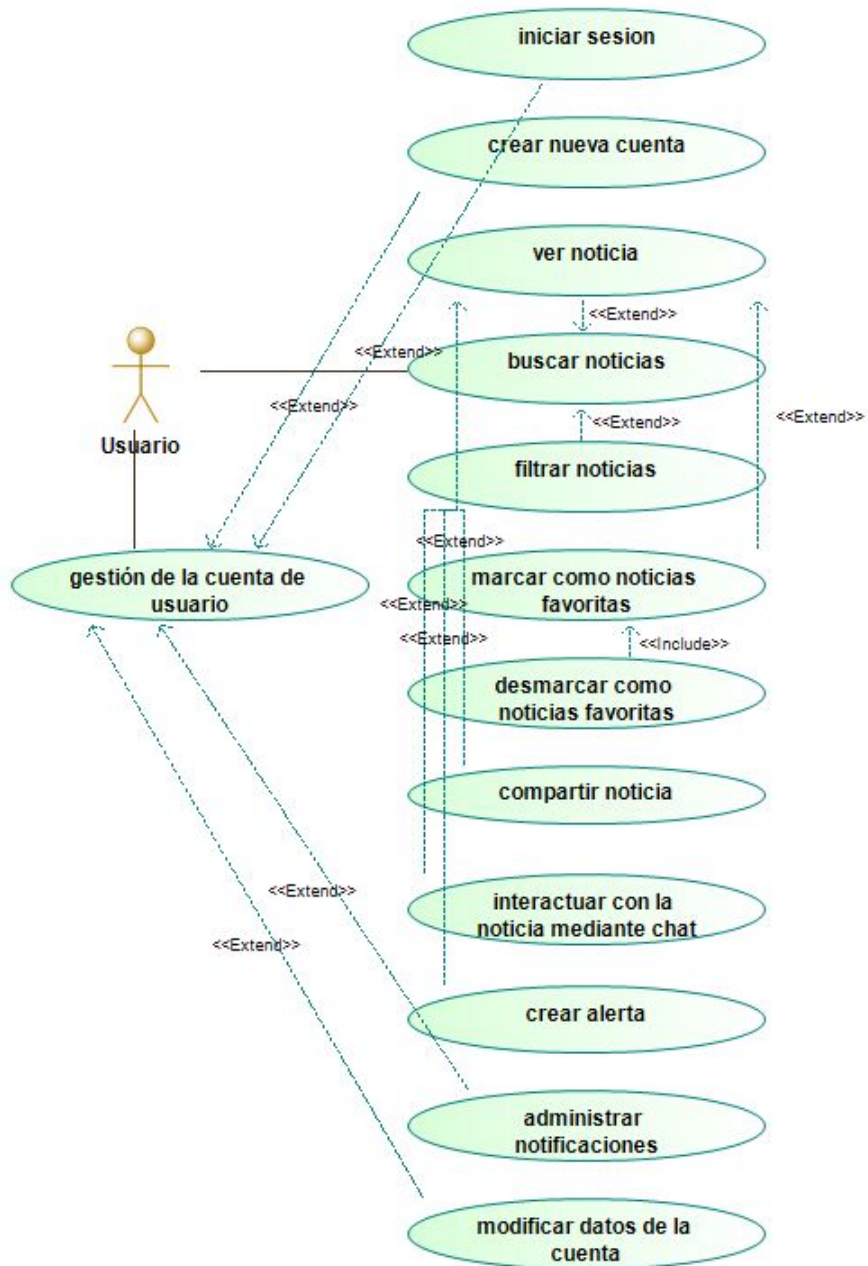 iniciar sesion
crear nueva cuenta
ver noticia
<<Extend>>
<<Extend>>
buscar noticias
<<Extend>>
<<Extend>>
<<Extend>>
Usuario
filtrar noticias
<<Extend>>
gestión de la cuenta de
usuario
marcar como noticias
favoritas
<<Extend>>
<<Extend>>
<<Include>>
desmarcar como
noticias favoritas
compartir noticia
<<Extend>>
interactuar con la
noticia mediante chat
<<Extend>>
crear alerta
administrar
notificaciones
modificar datos de la
cuenta